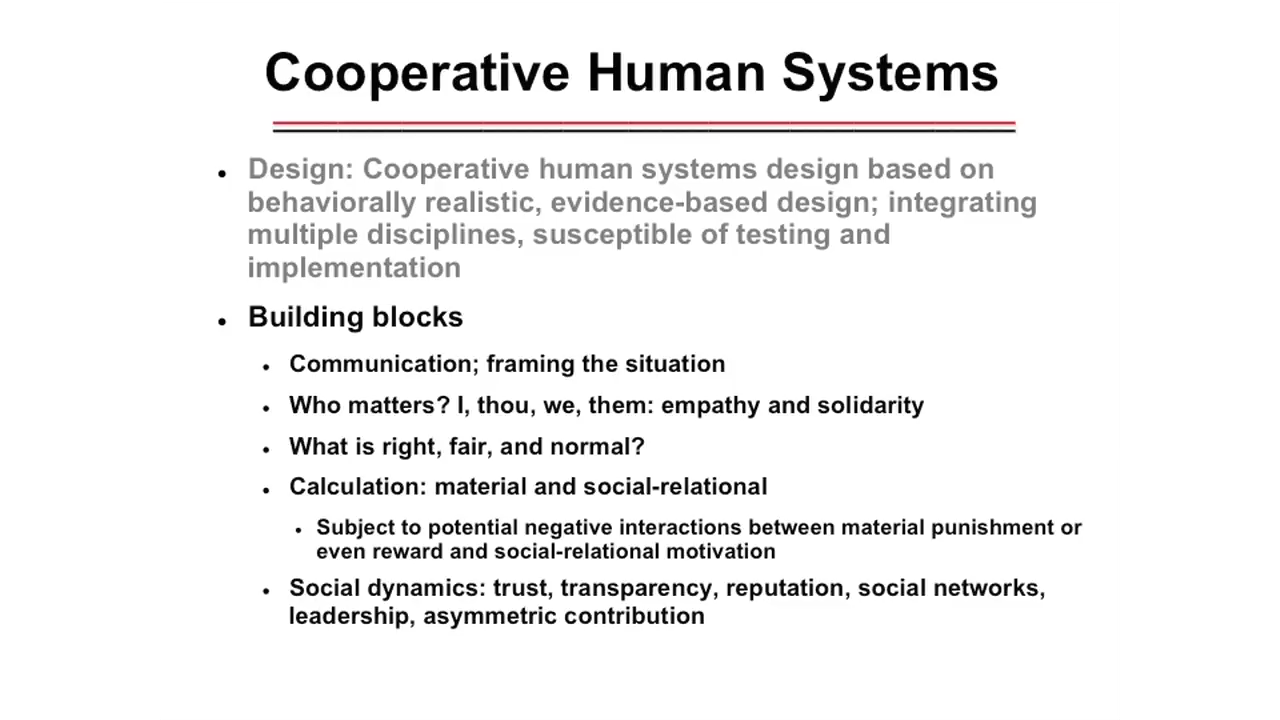 Cooperative Human Systems
Design: Cooperative human systems design based on
behaviorally realistic, evidence-based design; integrating
multiple disciplines, susceptible of testing and
implementation
Building blocks
Communication; framing the situation
Who matters? I, thou, we, them: empathy and solidarity
What is right, fair, and normal?
Calculation: material and social-relational
Subject to potential negative interactions between material punishment or
even reward and social-relational motivation
Social dynamics: trust, transparency, reputation, social networks,
leadership, asymmetric contribution